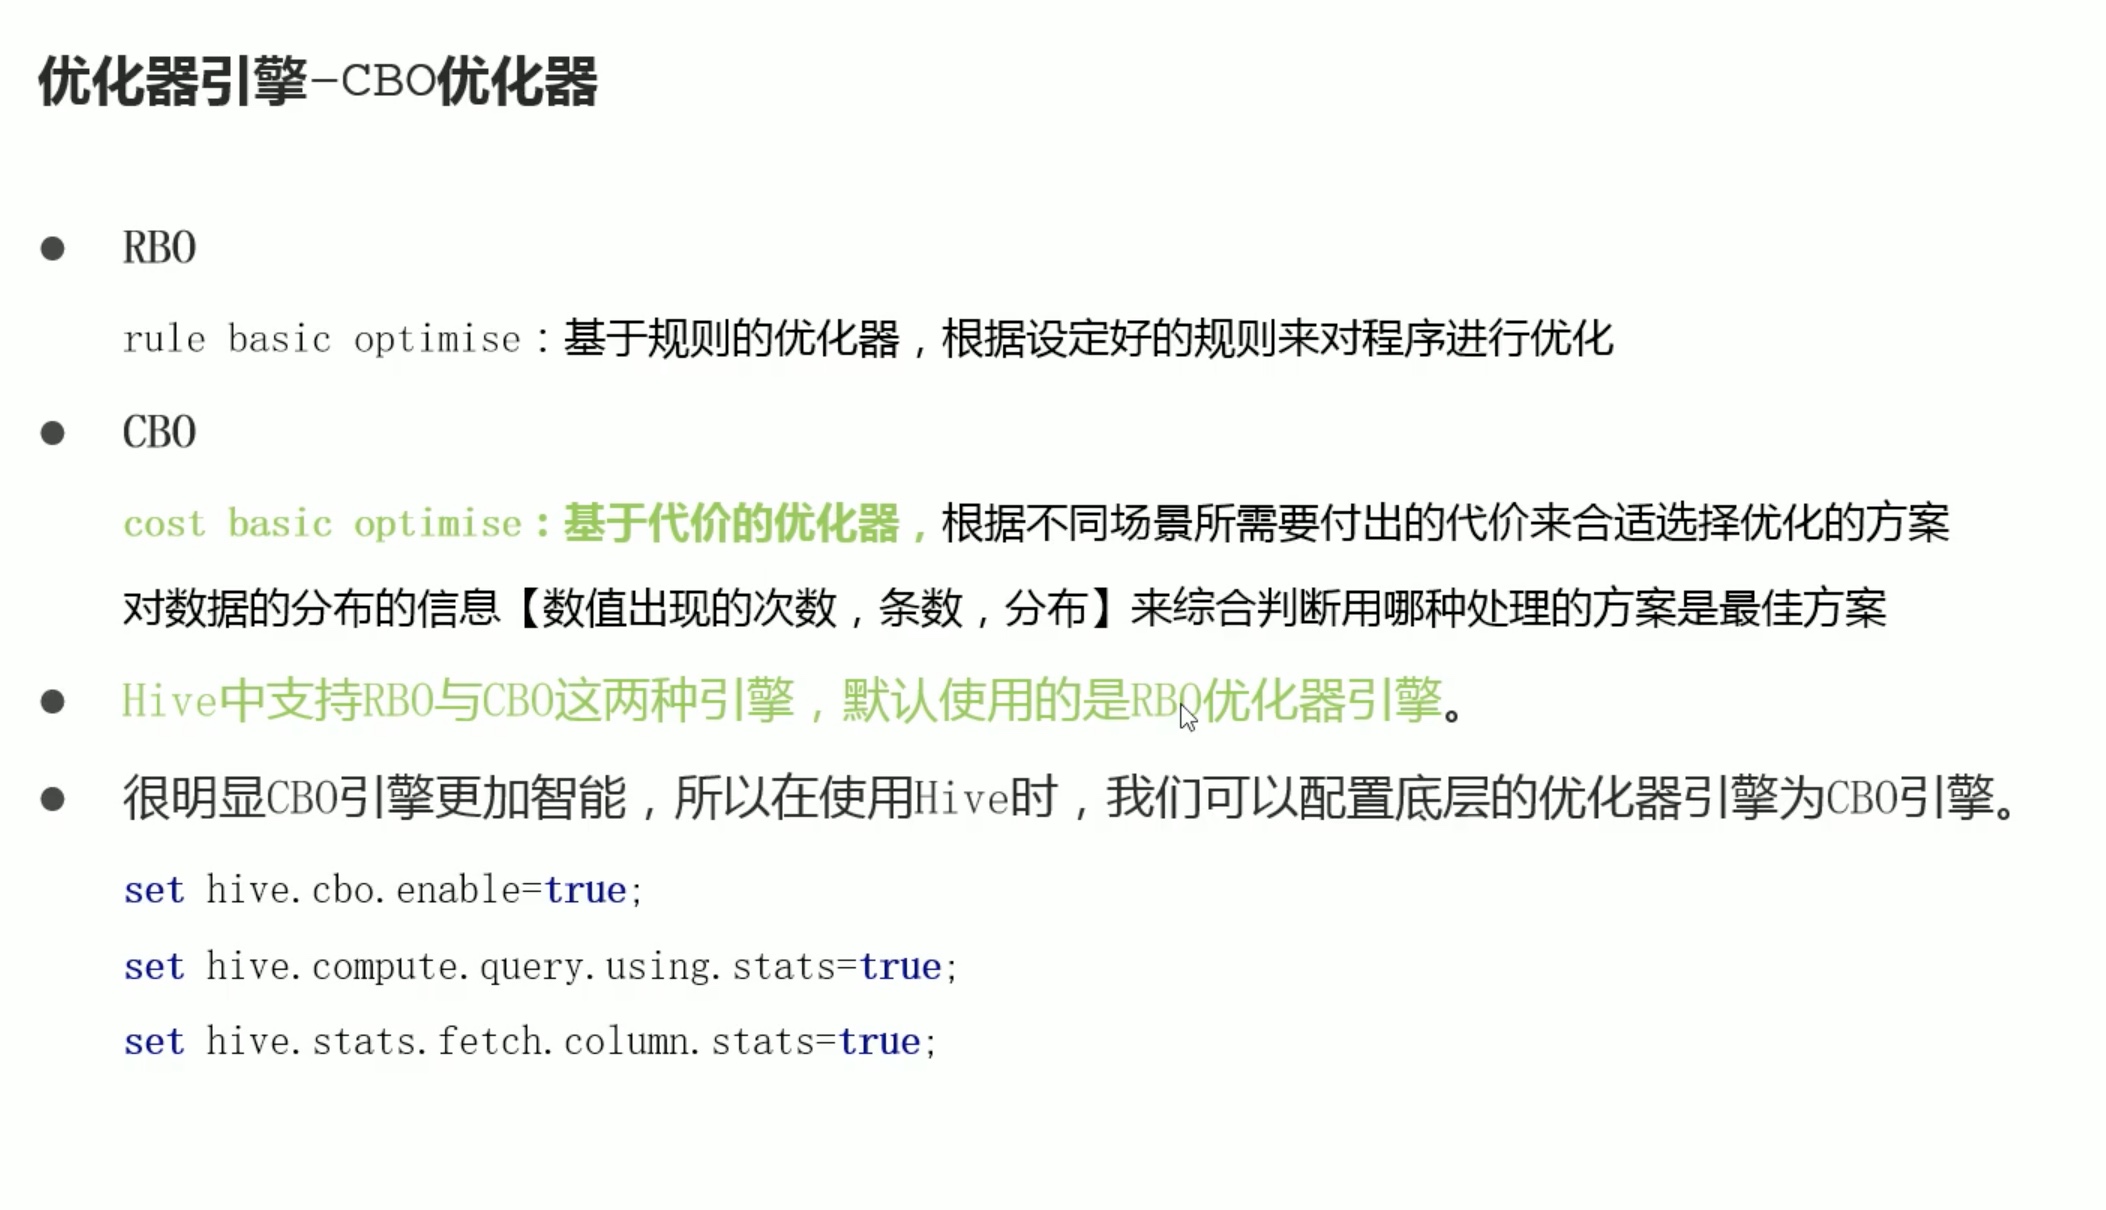 优化器引擎-CBO优化器
● RBO
rule basic optimise：基于规则的优化器，根据设定好的规则来对程序进行优化
● CBO
cost basic optimise：基于代价的优化器，根据不同场景所需要付出的代价来合适选择优化的方案
对数据的分布的信息【数值出现的次数，条数，分布】来综合判断用哪种处理的方案是最佳方案
● Hive中支持RBO与CBO这两种引擎，默认使用的是RBO优化器引擎。
● 很明显CBO引擎更加智能，所以在使用Hive时，我们可以配置底层的优化器引擎为CBO引擎。
set hive.cbo.enable=true;
set hive.compute.query.using.stats=true;
set hive.stats.fetch.column.stats=true;